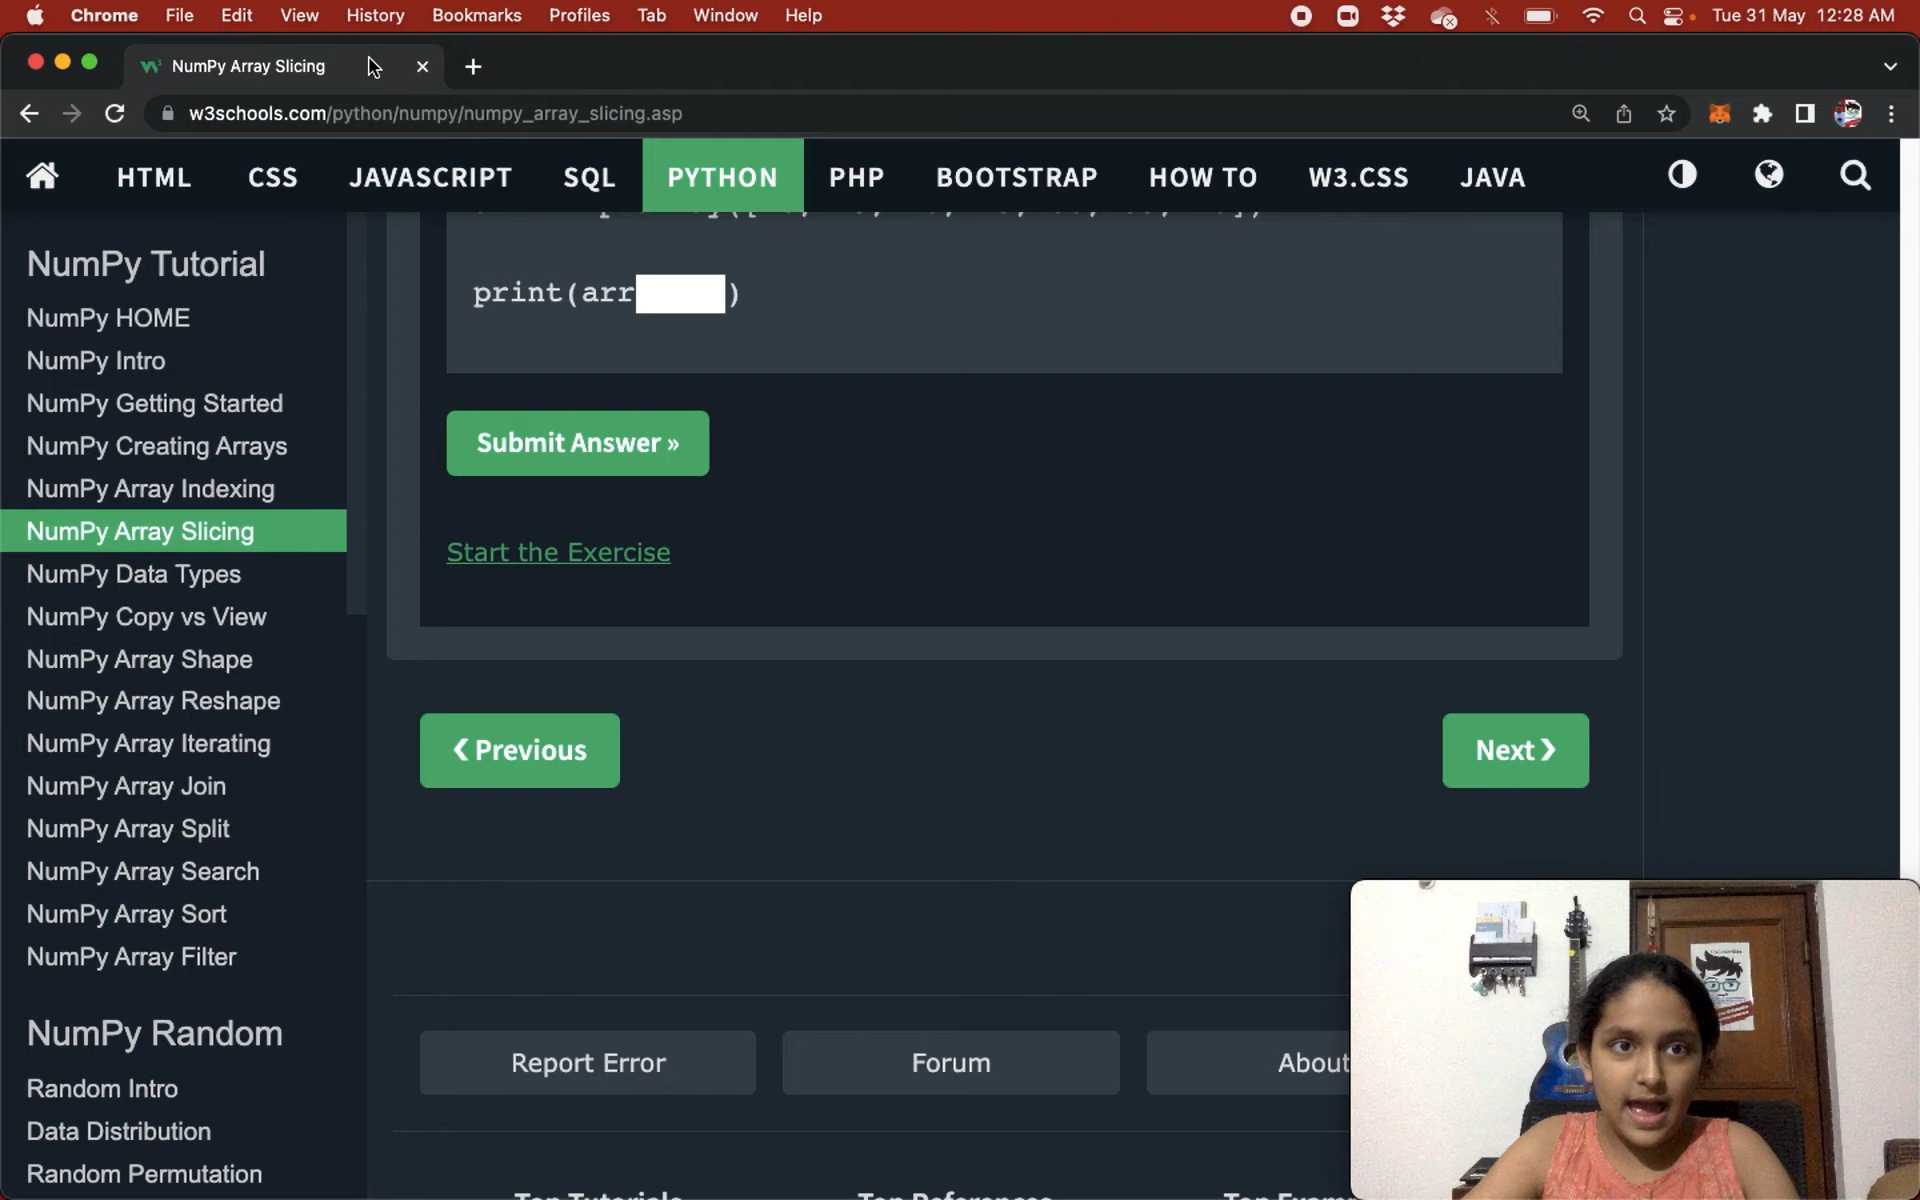 Chrome File Edit View History Bookmarks Profiles Tab Window Help Tue 31 May 12:28 AM
NumPy Array Slicing
w3schools.com/python/numpy/numpy_array_slicing.asp
HTML CSS JAVASCRIPT SQL PYTHON PHP BOOTSTRAP HOW TO W3.CSS JAVA
NumPy Tutorial
NumPy HOME
NumPy Intro
NumPy Getting Started
NumPy Creating Arrays
NumPy Array Indexing
NumPy Array Slicing
NumPy Data Types
NumPy Copy vs View
NumPy Array Shape
NumPy Array Reshape
NumPy Array Iterating
NumPy Array Join
NumPy Array Split
NumPy Array Search
NumPy Array Sort
NumPy Array Filter
NumPy Random
Random Intro
Data Distribution
Random Permutation
print(arr )
Submit Answer »
Start the Exercise
❮ Previous
Next ❯
Report Error
Forum
About